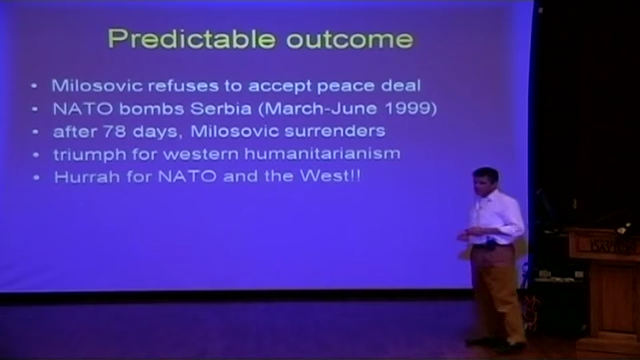 Predictable outcome
• Milosovic refuses to accept peace deal
• NATO bombs Serbia (March-June 1999)
• after 78 days, Milosovic surrenders
• triumph for western humanitarianism
• Hurrah for NATO and the West!!